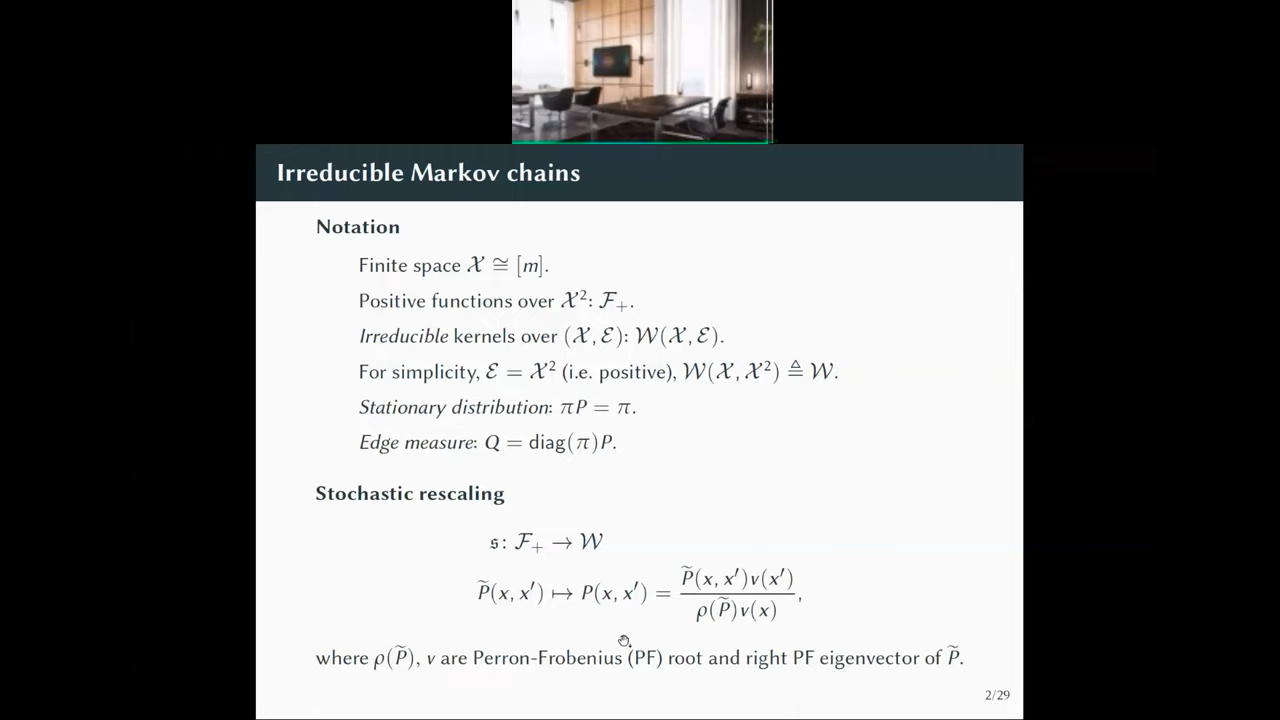 Irreducible Markov chains
Notation
Finite space 𝒳 ≅ [m].
Positive functions over 𝒳²: ℱ₊.
Irreducible kernels over (𝒳, ℰ): 𝒲(𝒳, ℰ).
For simplicity, ℰ = 𝒳² (i.e. positive), 𝒲(𝒳, 𝒳²) ≜ 𝒲.
Stationary distribution: πP = π.
Edge measure: Q = diag(π)P.
Stochastic rescaling
𝔰: ℱ₊ → 𝒲
P̃(x, x′) ↦ P(x, x′) = P̃(x, x′)v(x′) / ρ(P̃)v(x),
where ρ(P̃), v are Perron-Frobenius (PF) root and right PF eigenvector of P̃.
2/29